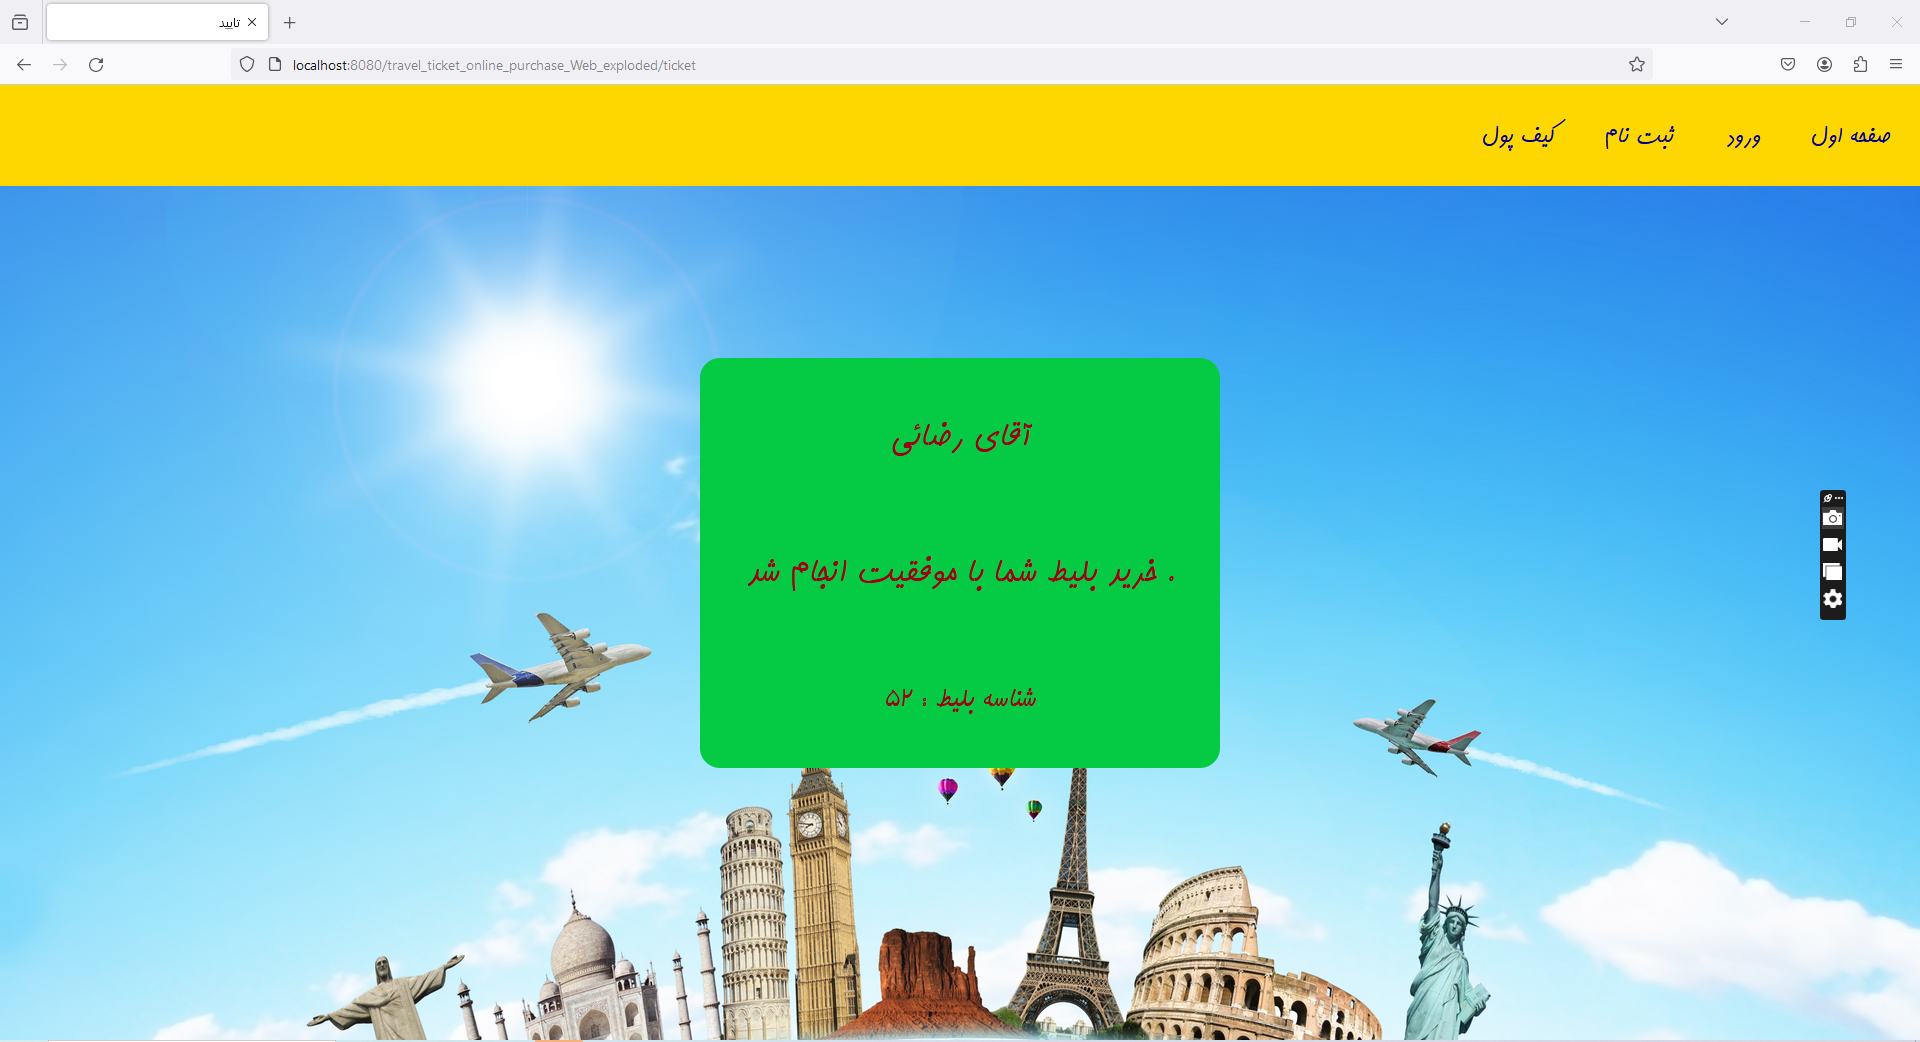 تایید
localhost:8080/travel_ticket_online_purchase_Web_exploded/ticket
صفحه اول ورود ثبت نام کیف پول
آقای رضائی
. خرید بلیط شما با موفقیت انجام شد
شناسه بلیط : ۵۲